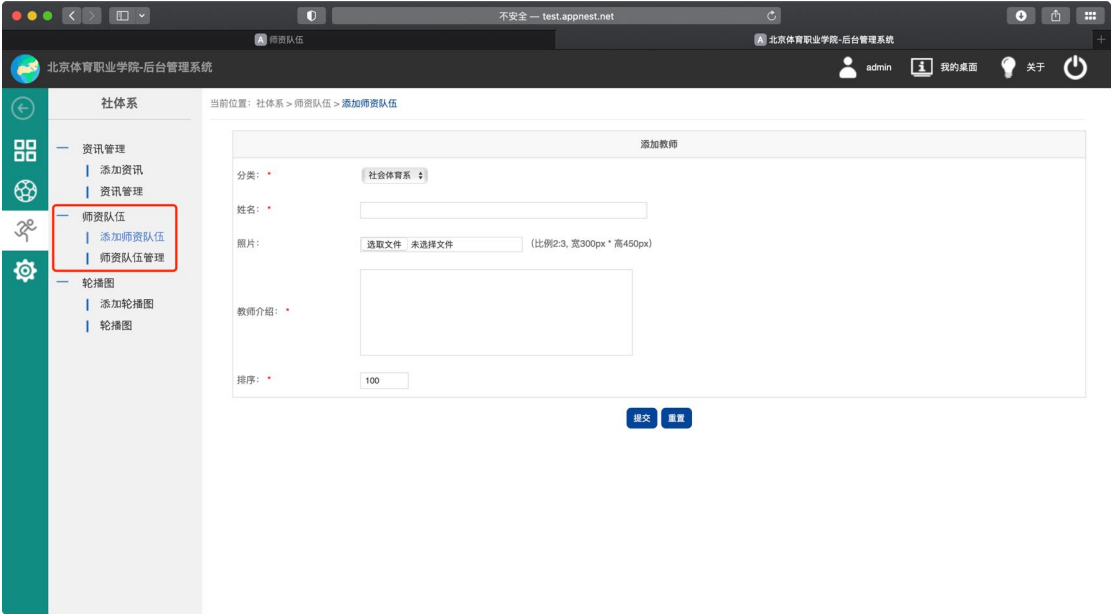 不安全 — test.appnest.net
A 师资队伍
A 北京体育职业学院-后台管理系统
北京体育职业学院-后台管理系统
admin
我的桌面
关于
社体系
资讯管理
添加资讯
资讯管理
师资队伍
添加师资队伍
师资队伍管理
轮播图
添加轮播图
轮播图
当前位置：社体系 > 师资队伍 > 添加师资队伍
添加教师
分类： * 社会体育系
姓名： *
照片： 选取文件 未选择文件 (比例2:3, 宽300px * 高450px)
教师介绍： *
排序： * 100
提交 重置